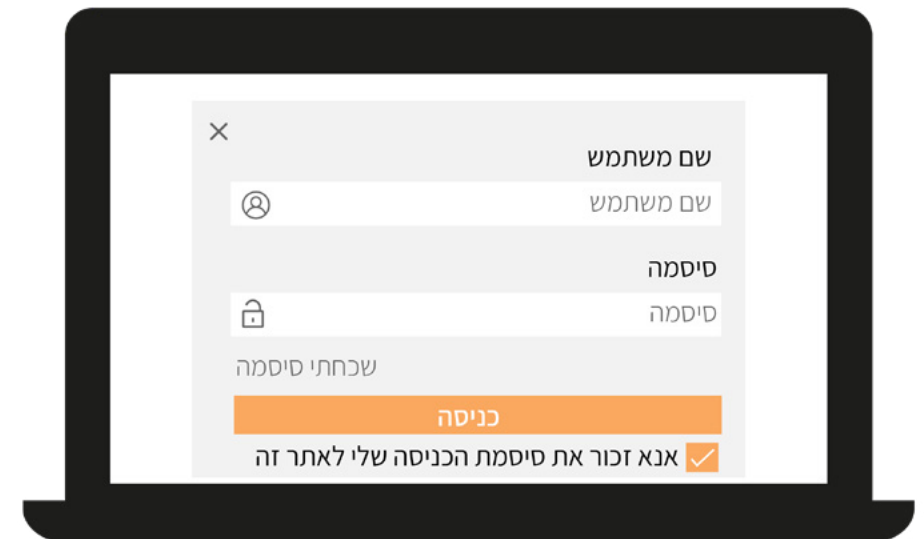 שם משתמש
שם משתמש
סיסמה
סיסמה
שכחתי סיסמה
כניסה
אנא זכור את סיסמת הכניסה שלי לאתר זה